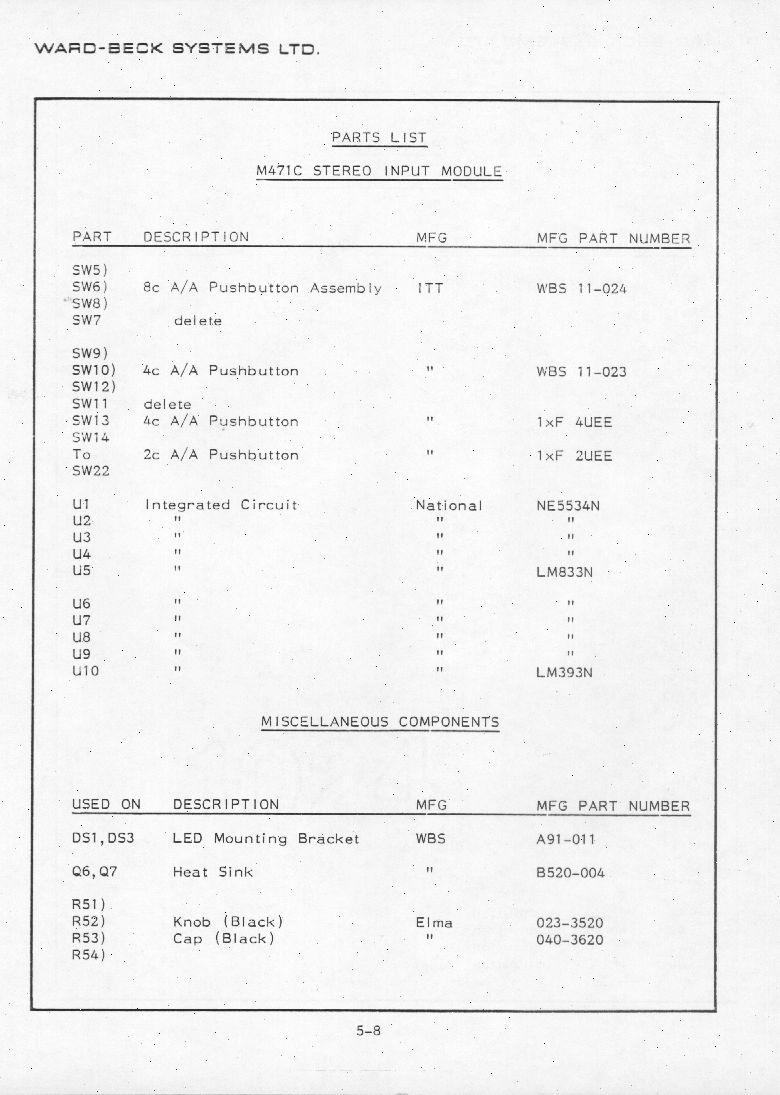 WARD-BECK SYSTEMS LTD.
PARTS LIST
M471C STEREO INPUT MODULE
PART DESCRIPTION MFG MFG PART NUMBER
SW5)
SW6) 8c A/A Pushbutton Assembly ITT WBS 11-024
SW8)
SW7 delete
SW9)
SW10) 4c A/A Pushbutton " WBS 11-023
SW12)
SW11 delete
SW13 4c A/A Pushbutton " 1xF 4UEE
SW14
To 2c A/A Pushbutton " 1xF 2UEE
SW22
U1 Integrated Circuit National NE5534N
U2 " " "
U3 " " "
U4 " " "
U5 " " LM833N
U6 " " "
U7 " " "
U8 " " "
U9 " " "
U10 " " LM393N
MISCELLANEOUS COMPONENTS
USED ON DESCRIPTION MFG MFG PART NUMBER
DS1,DS3 LED Mounting Bracket WBS A91-011
Q6,Q7 Heat Sink " B520-004
R51)
R52) Knob (Black) Elma 023-3520
R53) Cap (Black) " 040-3620
R54)
5-8